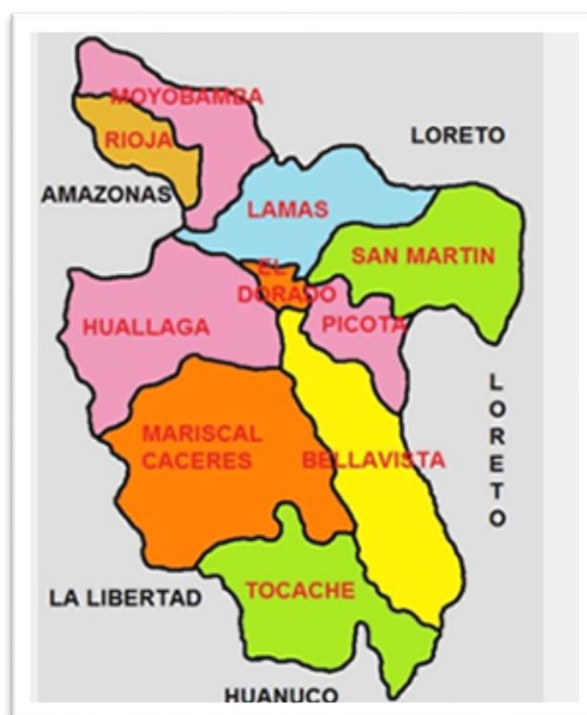 MOYOBAMBA
RIOJA
LORETO
AMAZONAS
LAMAS
SAN MARTIN
EL
DORADO
HUALLAGA
PICOTA
L
O
R
E
T
O
MARISCAL
CACERES
BELLAVISTA
TOCACHE
LA LIBERTAD
HUANUCO